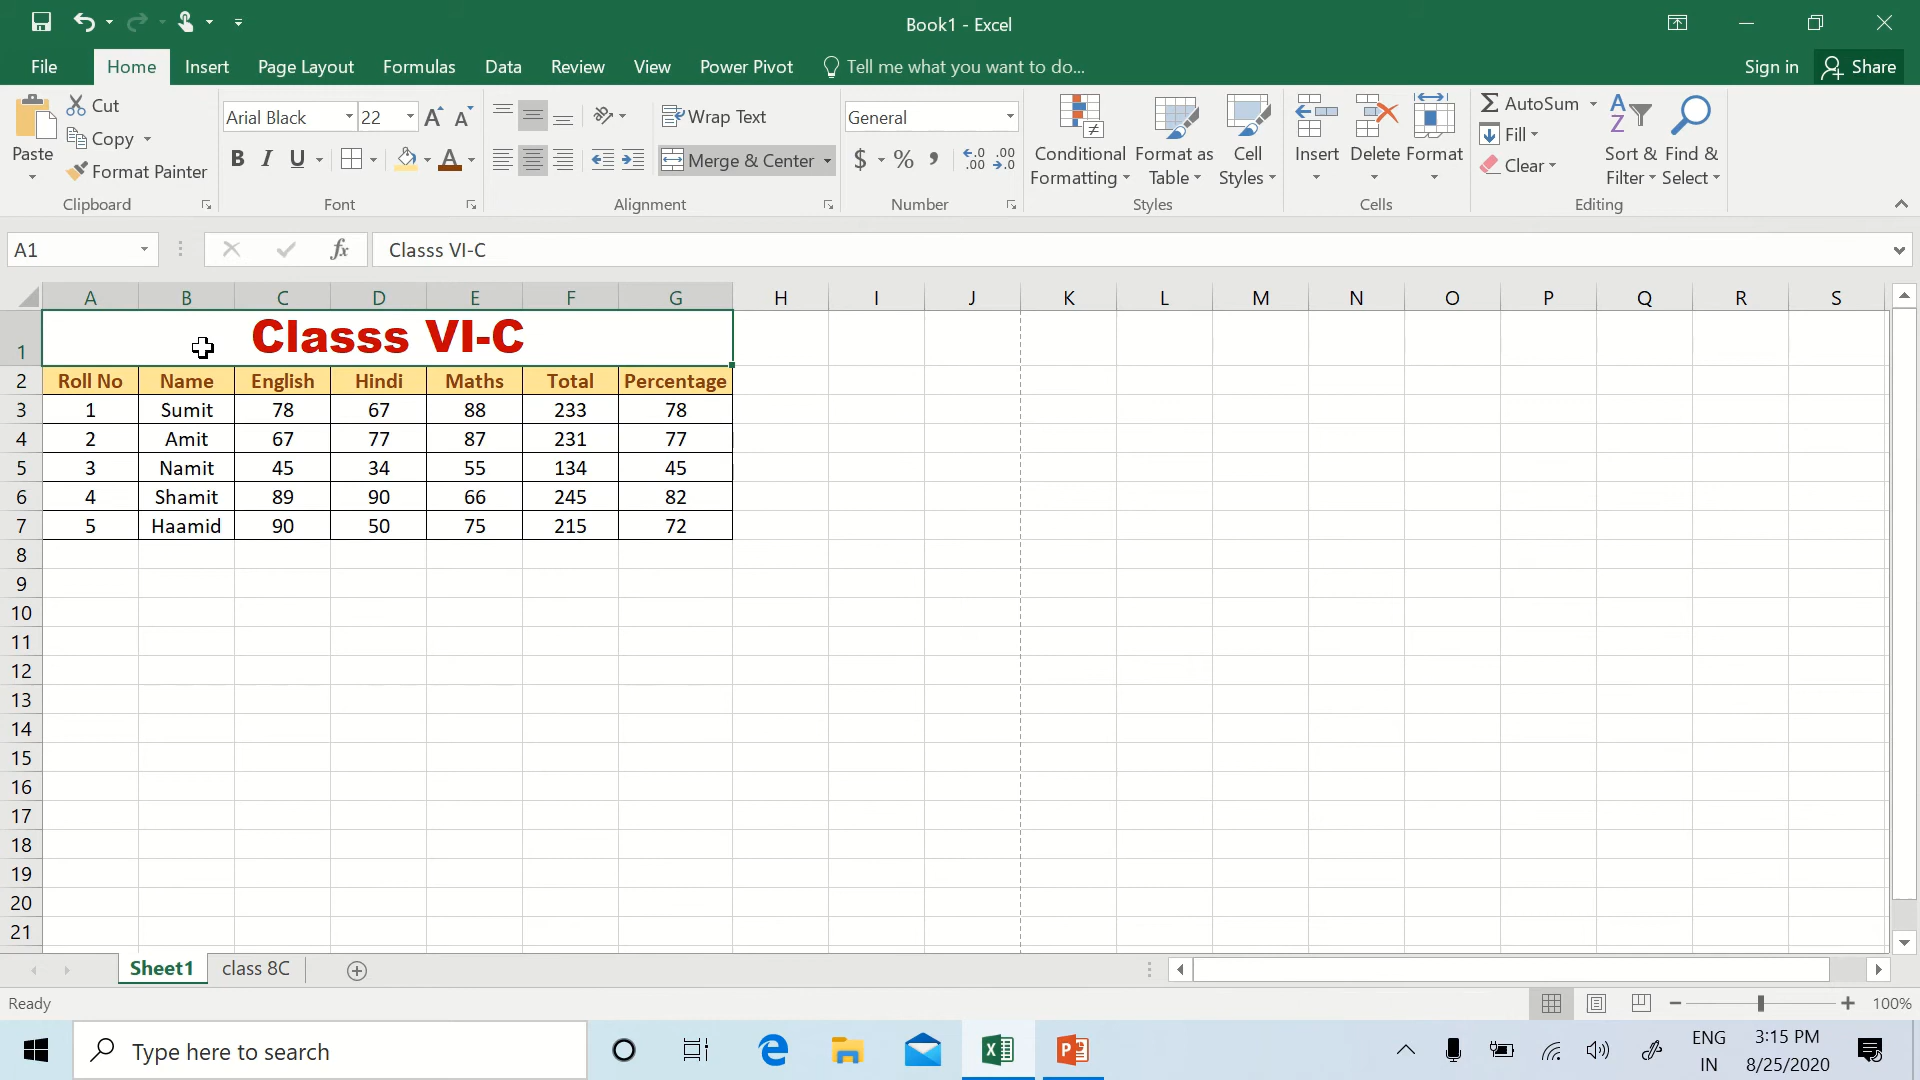 Book1 - Excel
File Home Insert Page Layout Formulas Data Review View Power Pivot Tell me what you want to do... Sign in Share
Cut
Copy
Format Painter
Paste
Clipboard
Arial Black 22
B I U A
Font
Wrap Text
Merge & Center
Alignment
General
$ % ,
Number
Conditional Formatting
Format as Table
Cell Styles
Styles
Insert Delete Format
Cells
AutoSum
Fill
Clear
Sort & Filter
Find & Select
Editing
A1 fx Classs VI-C
A B C D E F G H I J K L M N O P Q R S
1 Classs VI-C
2 Roll No Name English Hindi Maths Total Percentage
3 1 Sumit 78 67 88 233 78
4 2 Amit 67 77 87 231 77
5 3 Namit 45 34 55 134 45
6 4 Shamit 89 90 66 245 82
7 5 Haamid 90 50 75 215 72
8
9
10
11
12
13
14
15
16
17
18
19
20
21
Sheet1 class 8C
Ready 100%
Type here to search
ENG 3:15 PM
IN 8/25/2020